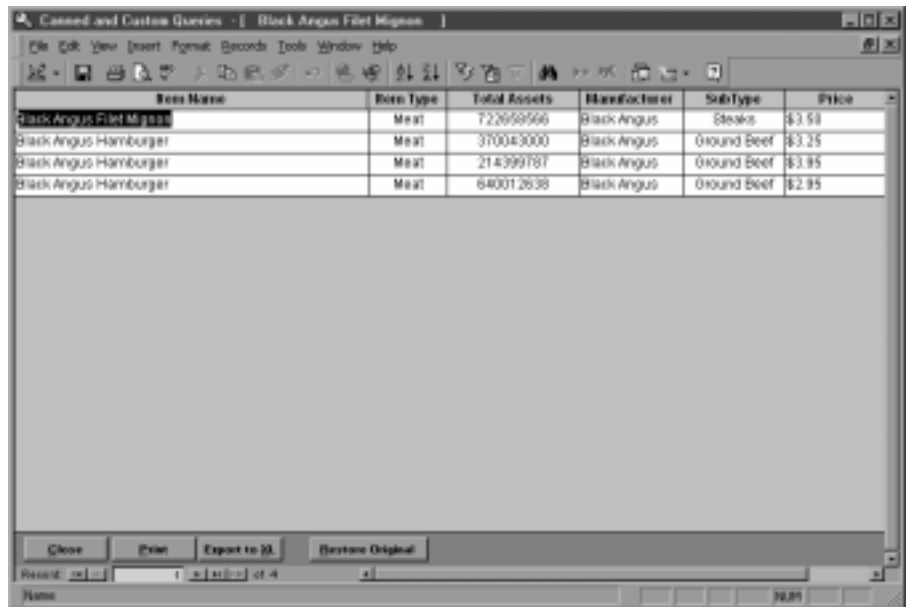 Canned and Custom Queries - [ Black Angus Filet Mignon ]
File Edit View Insert Format Records Tools Window Help
Item Name Item Type Total Assets Manufacturer SubType Price
Black Angus Filet Mignon Meat 722658566 Black Angus Steaks $3.50
Black Angus Hamburger Meat 370043000 Black Angus Ground Beef $3.25
Black Angus Hamburger Meat 214399787 Black Angus Ground Beef $3.95
Black Angus Hamburger Meat 640012638 Black Angus Ground Beef $2.95
Close Print Export to XL Restore Original
Record: 1 of 4
Name NUM